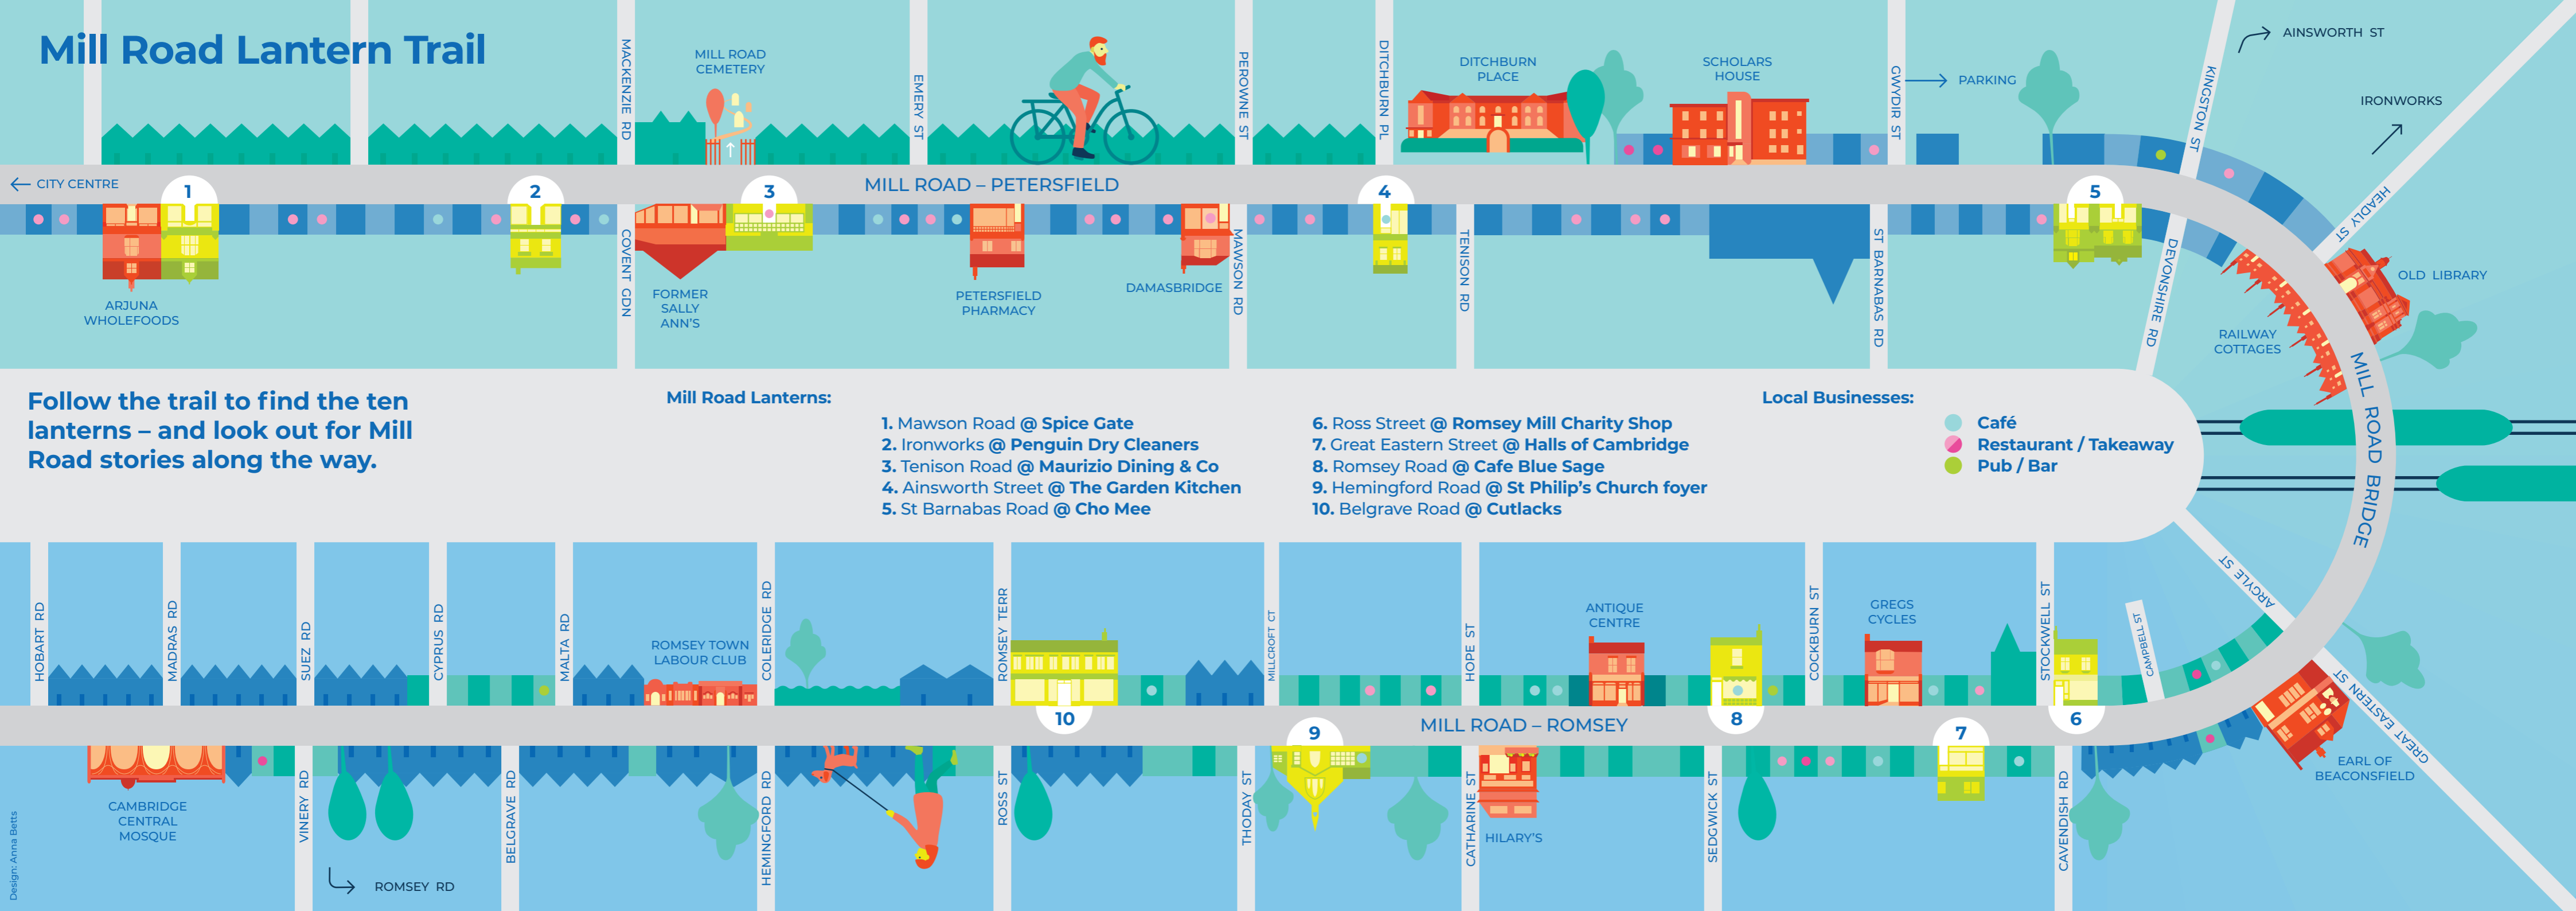 Mill Road Lantern Trail
MACKENZIE RD
MILL ROAD
CEMETERY
EMERY ST
PEROWNE ST
DITCHBURN PL
DITCHBURN
PLACE
SCHOLARS
HOUSE
GWYDIR ST
PARKING
KINGSTON ST
AINSWORTH ST
IRONWORKS
HEADLY ST
CITY CENTRE
1
2
3
MILL ROAD – PETERSFIELD
4
5
ARJUNA
WHOLEFOODS
COVENT GDN
FORMER
SALLY
ANN'S
PETERSFIELD
PHARMACY
DAMASBRIDGE
MAWSON RD
TENISON RD
ST BARNABAS RD
DEVONSHIRE RD
RAILWAY
COTTAGES
OLD LIBRARY
MILL ROAD BRIDGE
Follow the trail to find the ten
lanterns – and look out for Mill
Road stories along the way.
Mill Road Lanterns:
1. Mawson Road @ Spice Gate
2. Ironworks @ Penguin Dry Cleaners
3. Tenison Road @ Maurizio Dining & Co
4. Ainsworth Street @ The Garden Kitchen
5. St Barnabas Road @ Cho Mee
6. Ross Street @ Romsey Mill Charity Shop
7. Great Eastern Street @ Halls of Cambridge
8. Romsey Road @ Cafe Blue Sage
9. Hemingford Road @ St Philip's Church foyer
10. Belgrave Road @ Cutlacks
Local Businesses:
Café
Restaurant / Takeaway
Pub / Bar
HOBART RD
MADRAS RD
SUEZ RD
CYPRUS RD
MALTA RD
ROMSEY TOWN
LABOUR CLUB
COLERIDGE RD
ROMSEY TERR
MILLCROFT CT
HOPE ST
ANTIQUE
CENTRE
COCKBURN ST
GREGS
CYCLES
STOCKWELL ST
CAMPBELL ST
ARGYLE ST
10
9
MILL ROAD – ROMSEY
8
7
6
CAMBRIDGE
CENTRAL
MOSQUE
VINERY RD
ROMSEY RD
BELGRAVE RD
HEMINGFORD RD
ROSS ST
THODAY ST
CATHARINE ST
HILARY'S
SEDGWICK ST
CAVENDISH RD
GREAT EASTERN ST
EARL OF
BEACONSFIELD
Design: Anna Betts